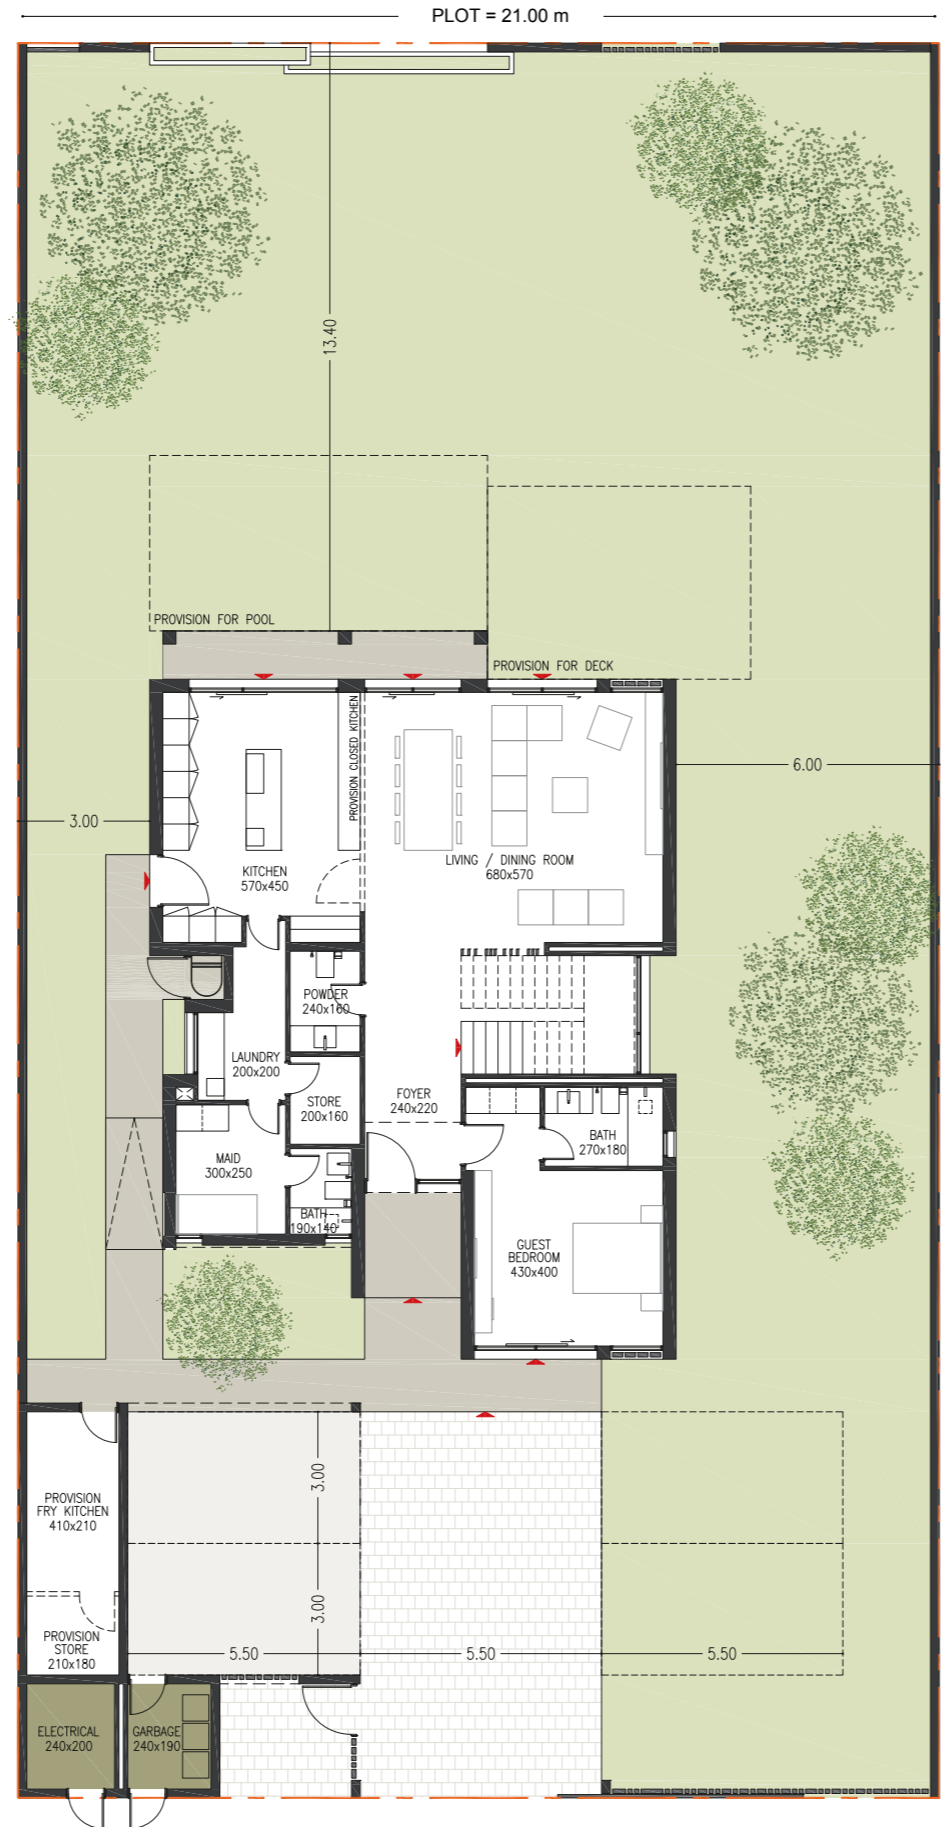 PLOT = 21.00 m
13.40
PROVISION FOR POOL
PROVISION FOR DECK
PROVISION CLOSED KITCHEN
6.00
3.00
LIVING / DINING ROOM
680x570
KITCHEN
570x450
POWDER
240x160
LAUNDRY
200x200
STORE
200x160
FOYER
240x220
BATH
270x180
MAID
300x250
BATH
190x140
GUEST
BEDROOM
430x400
3.00
PROVISION
FRY KITCHEN
410x210
3.00
PROVISION
STORE
210x180
5.50
5.50
5.50
ELECTRICAL
240x200
GARBAGE
240x190